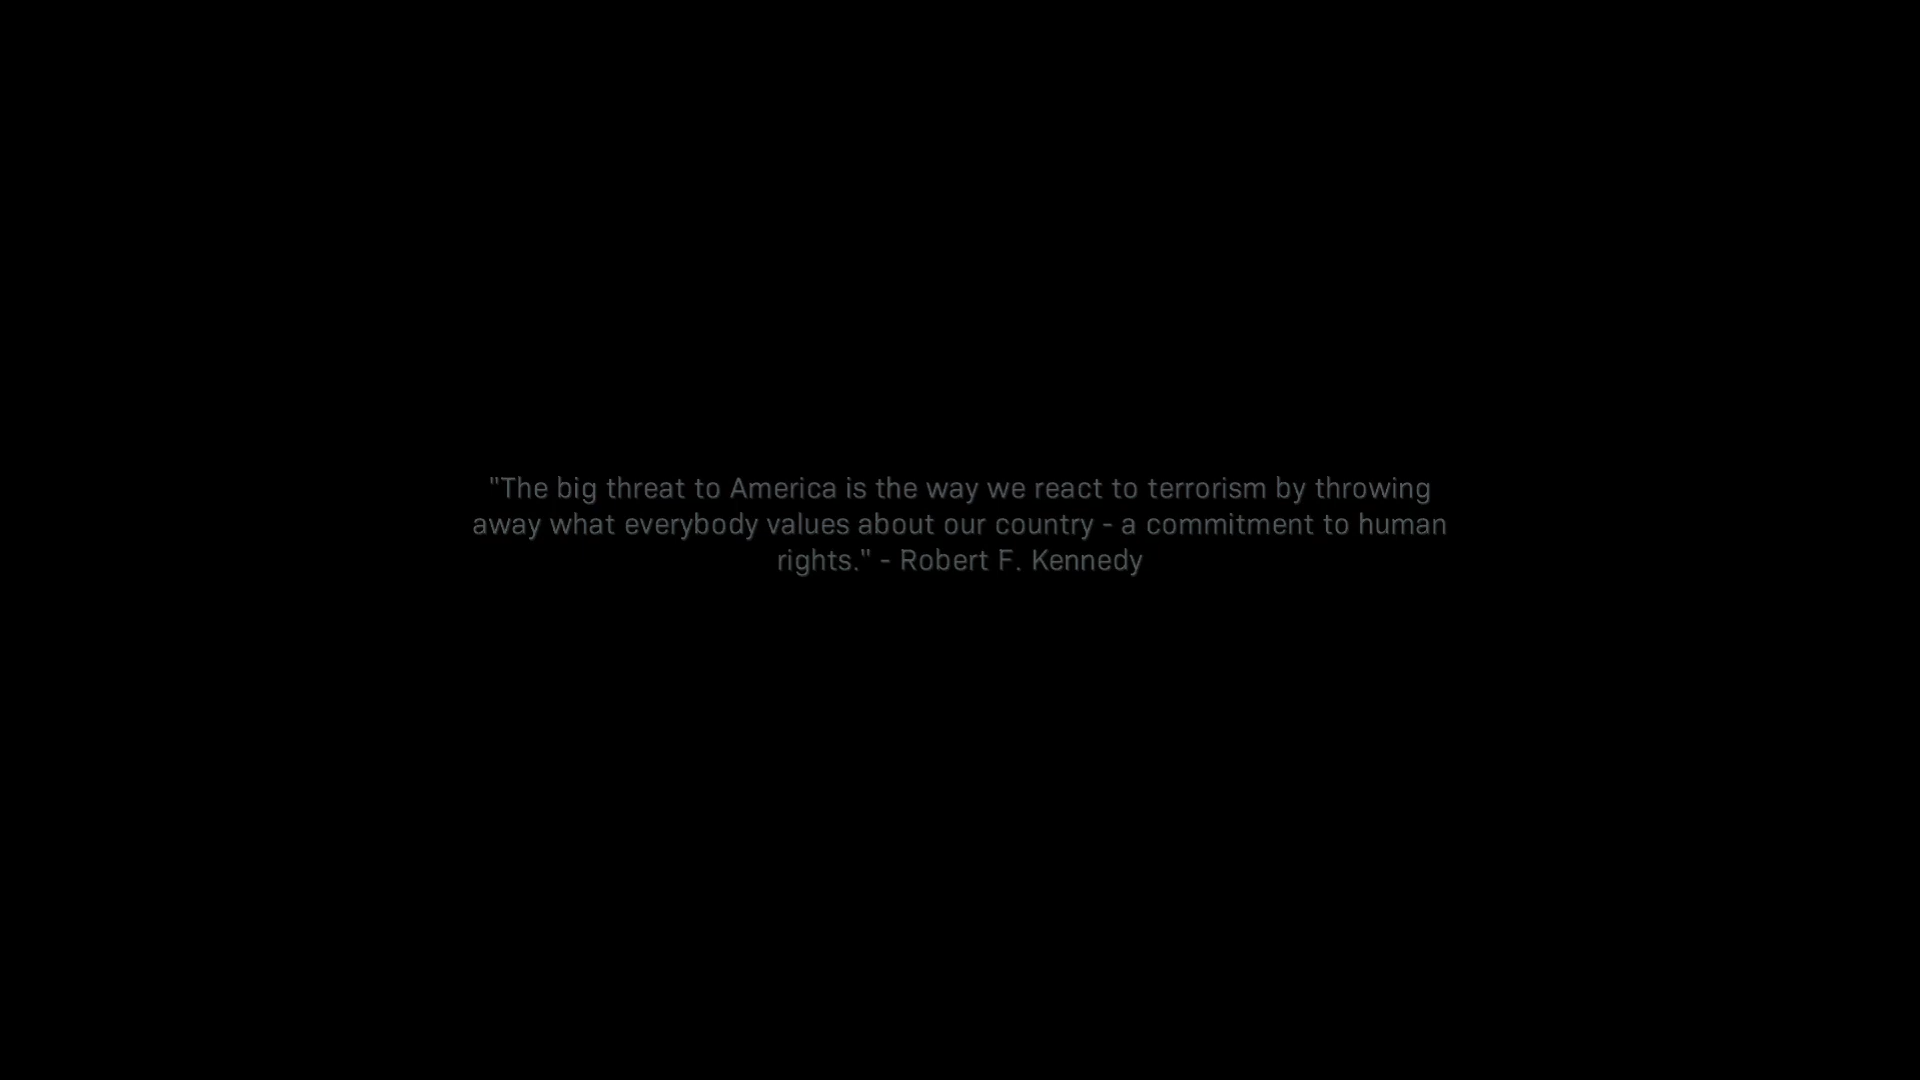 "The big threat to America is the way we react to terrorism by throwing
away what everybody values about our country - a commitment to human
rights." - Robert F. Kennedy